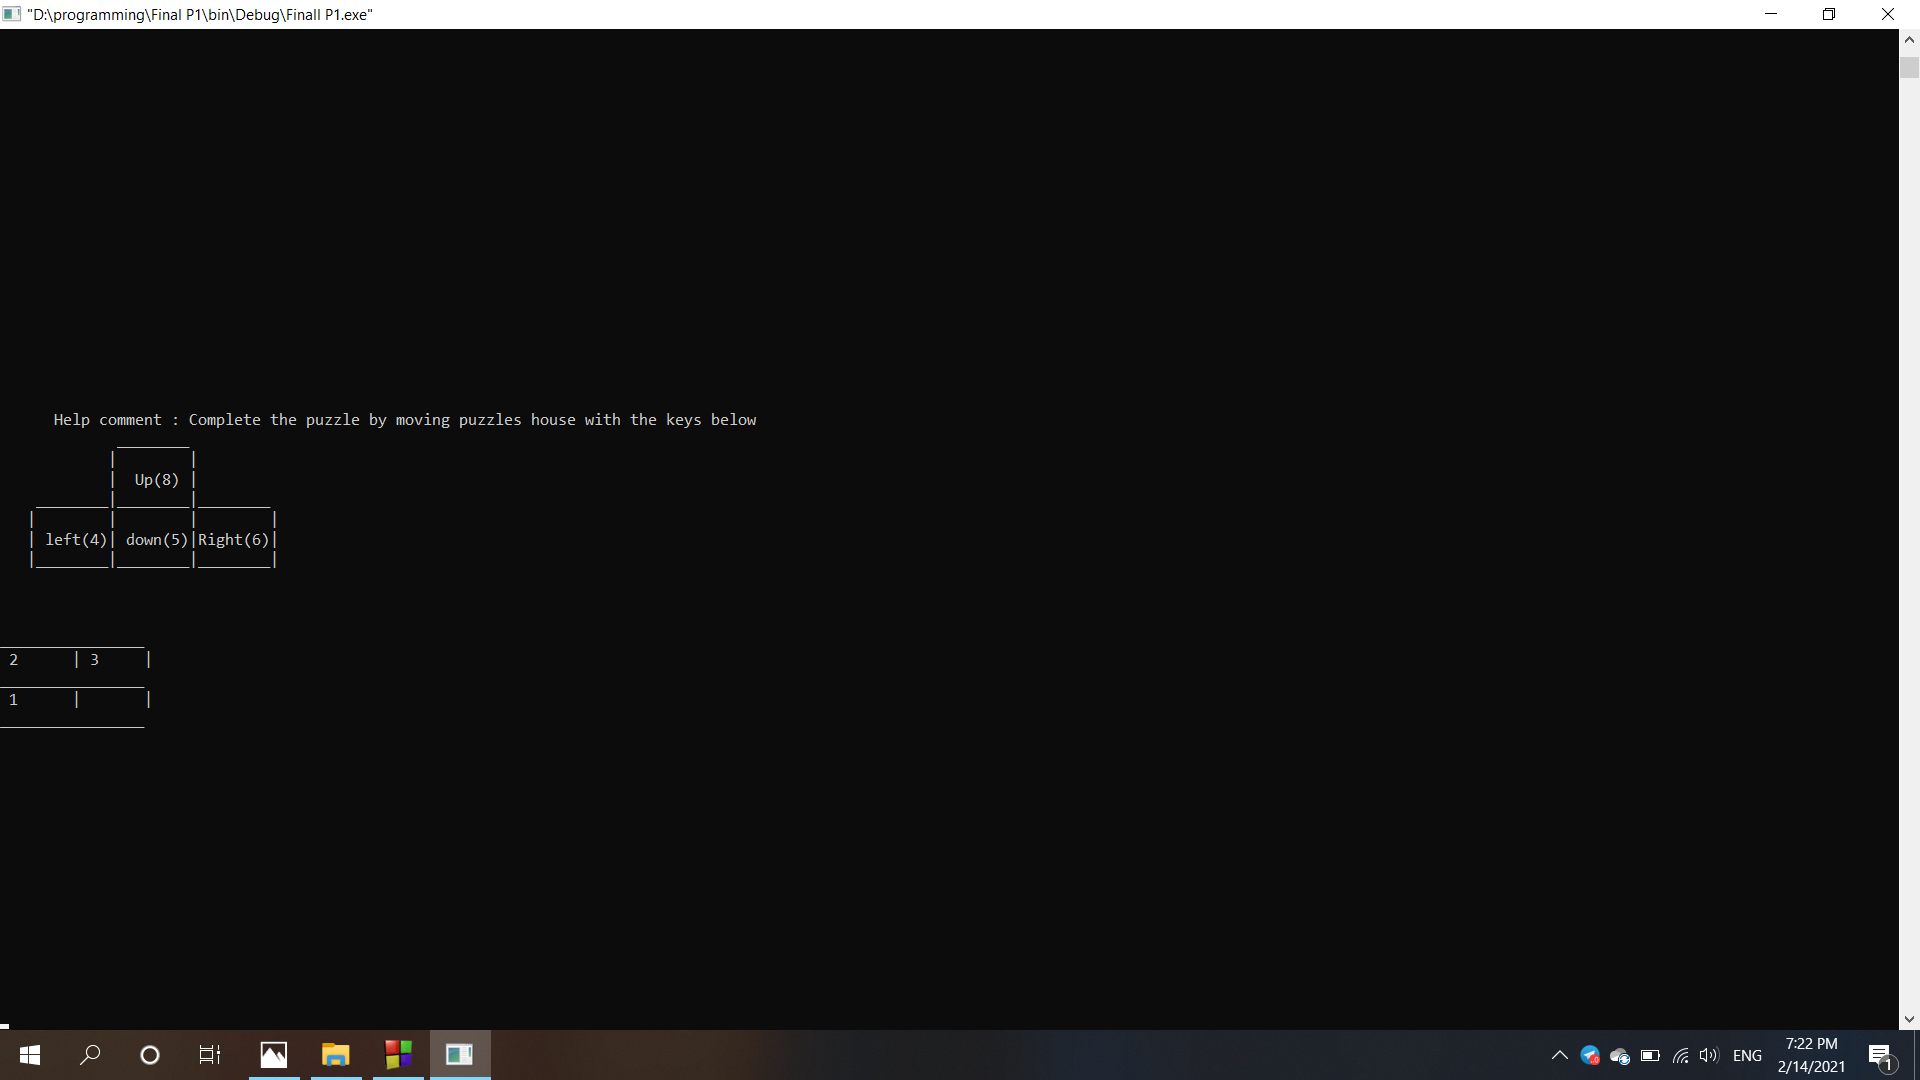 "D:\programming\Final P1\bin\Debug\Finall P1.exe"
Help comment : Complete the puzzle by moving puzzles house with the keys below
Up(8)
left(4) down(5) Right(6)
2 3
1
ENG
7:22 PM
2/14/2021
1